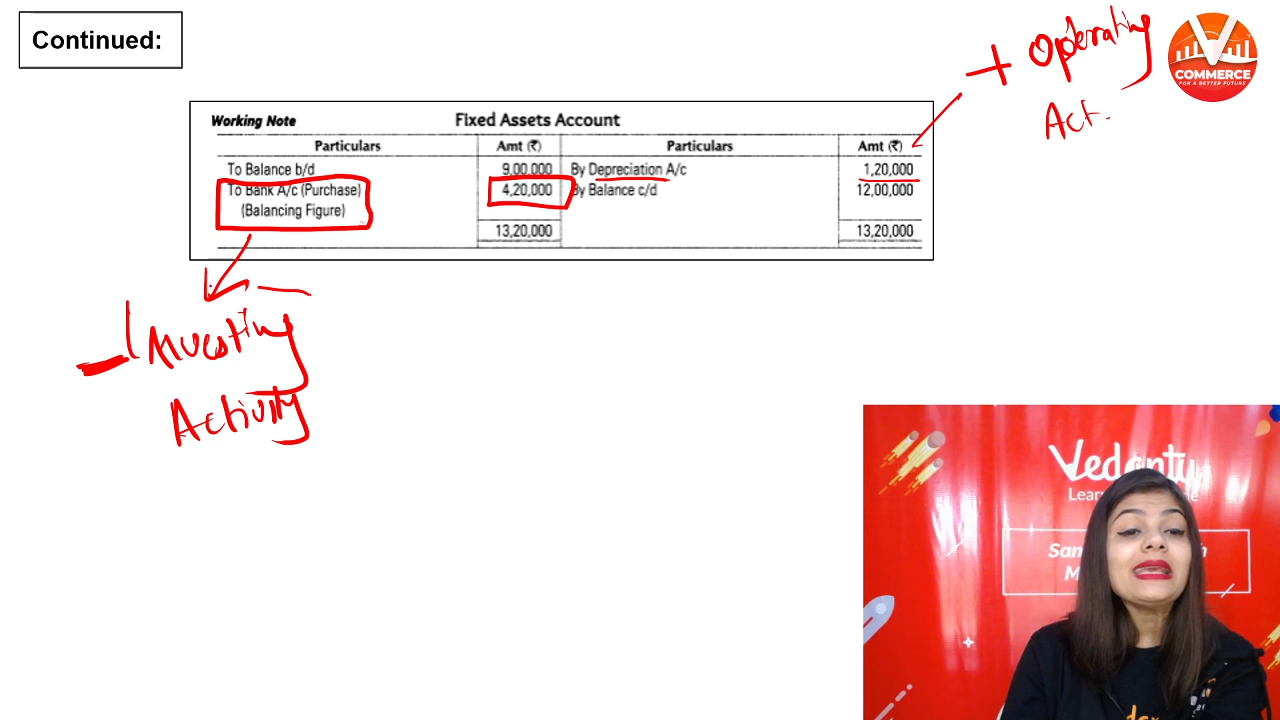 Continued:
+ Operating
Act.
V
COMMERCE
FOR A BETTER FUTURE
Working Note
Fixed Assets Account
Particulars Amt (₹) Particulars Amt (₹)
To Balance b/d 9,00,000 By Depreciation A/c 1,20,000
To Bank A/c (Purchase) 4,20,000 By Balance c/d 12,00,000
(Balancing Figure)
13,20,000 13,20,000
- Investing
Activity
Vedantu